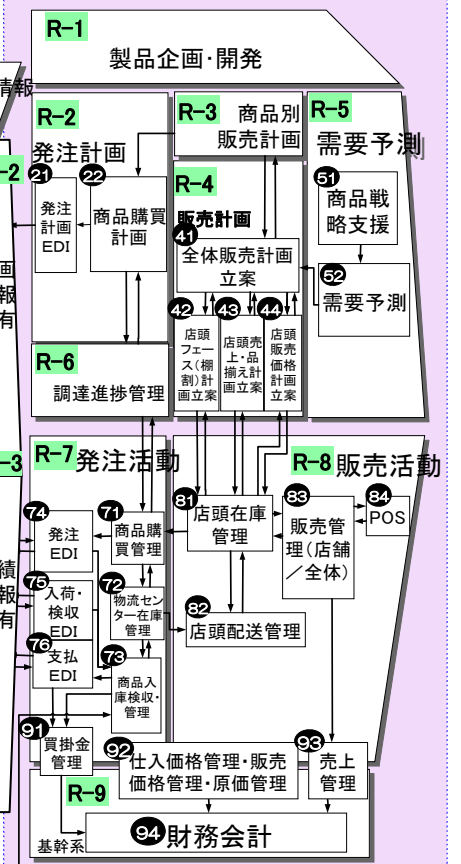 R-1
製品企画・開発
情報
R-2
発注計画
R-3
商品別
販売計画
R-5
需要予測
-2
21
発注
計画
EDI
22
商品購買
計画
R-4
販売計画
41
全体販売計画
立案
51
商品戦
略支援
52
需要予測
画
報
有
42
店頭
フェー
ス(棚
割)計
画立案
43
店頭売
上・品
揃え計
画立案
44
店頭
販売
価格
計画
立案
R-6
調達進捗管理
-3
R-7
発注活動
R-8
販売活動
74
発注
EDI
71
商品購
買管理
81
店頭在庫
管理
83
販売管
理(店舗
/全体)
84
POS
績
報
有
75
入荷・
検収
EDI
72
物流セン
ター在庫
管理
82
店頭配送管理
76
支払
EDI
73
商品入
庫検収・
管理
91
買掛金
管理
92
仕入価格管理・販売
価格管理・原価管理
93
売上
管理
R-9
基幹系
94
財務会計